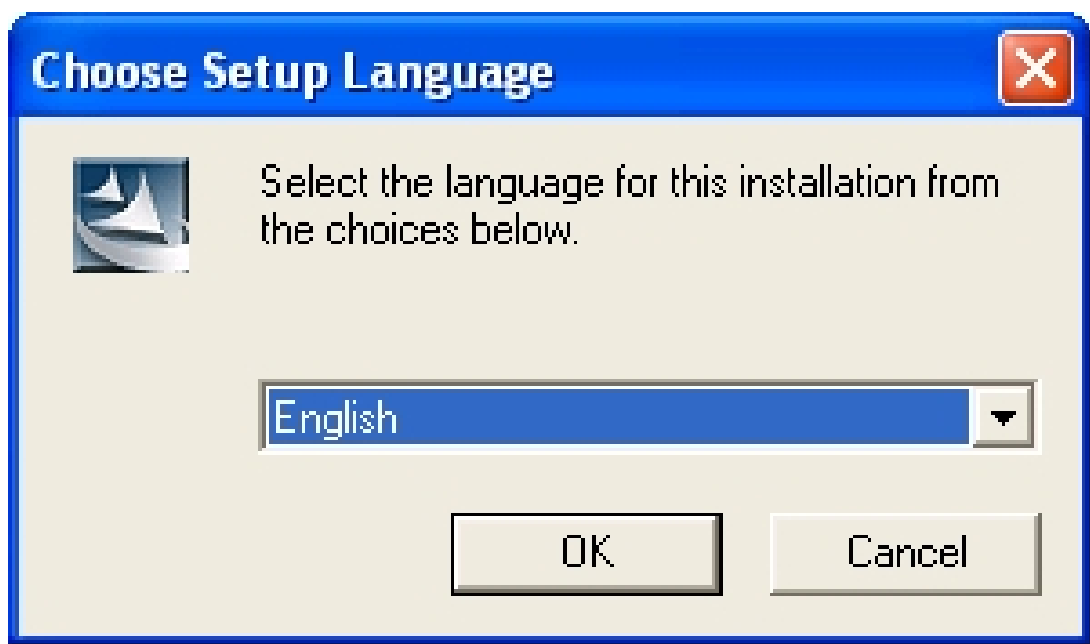 Choose Setup Language
Select the language for this installation from
the choices below.
English
OK
Cancel